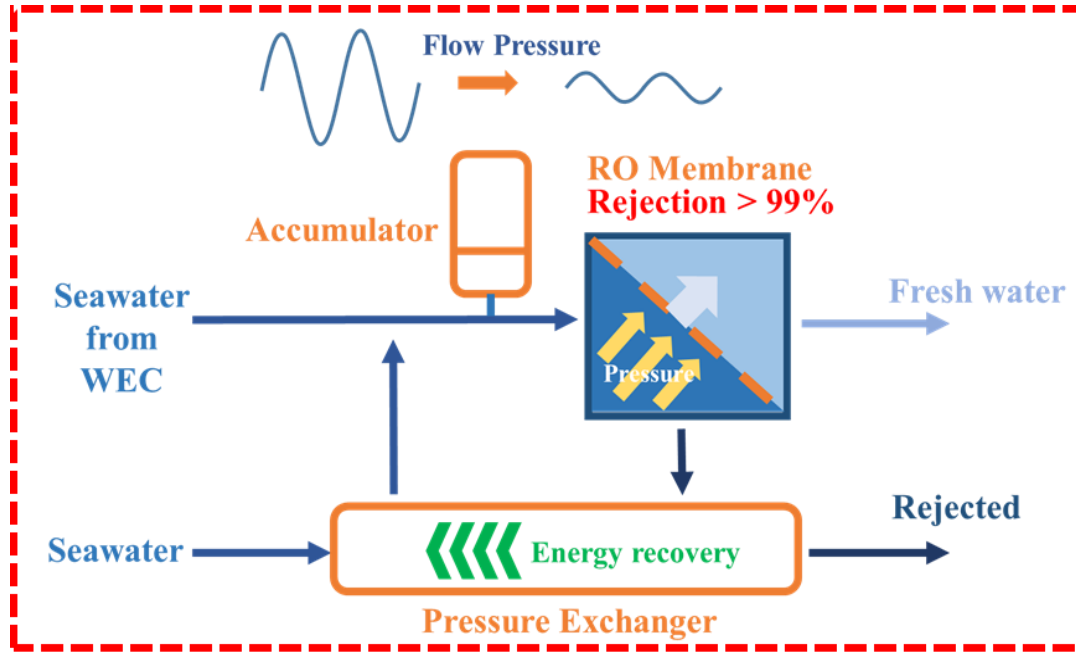 Flow Pressure
RO Membrane
Rejection > 99%
Accumulator
Seawater
from
WEC
Fresh water
Pressure
Rejected
Seawater
Energy recovery
Pressure Exchanger